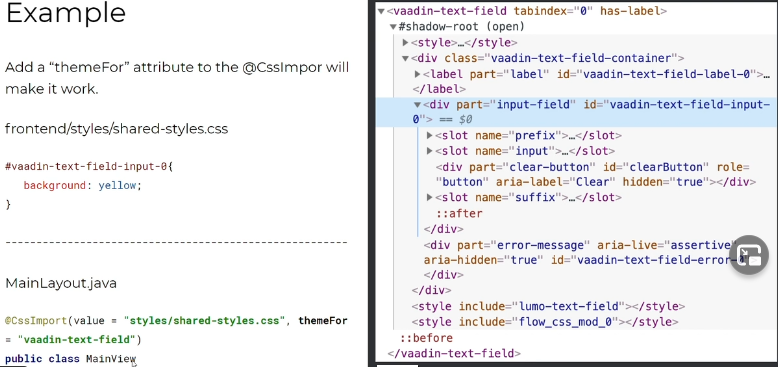 Example
Add a “themeFor” attribute to the @CssImpor will
make it work.
frontend/styles/shared-styles.css
#vaadin-text-field-input-0{
background: yellow;
}
------------------------------------------------------
MainLayout.java
@CssImport(value = "styles/shared-styles.css", themeFor
= "vaadin-text-field")
public class MainView
▼<vaadin-text-field tabindex="0" has-label>
▼#shadow-root (open)
▶<style>…</style>
▼<div class="vaadin-text-field-container">
▶<label part="label" id="vaadin-text-field-label-0">…
</label>
▼<div part="input-field" id="vaadin-text-field-input-
0"> == $0
▶<slot name="prefix">…</slot>
▶<slot name="input">…</slot>
<div part="clear-button" id="clearButton" role=
"button" aria-label="Clear" hidden="true"></div>
▶<slot name="suffix">…</slot>
::after
</div>
<div part="error-message" aria-live="assertive"
aria-hidden="true" id="vaadin-text-field-error-
</div>
</div>
<style include="lumo-text-field"></style>
<style include="flow_css_mod_0"></style>
::before
</vaadin-text-field>